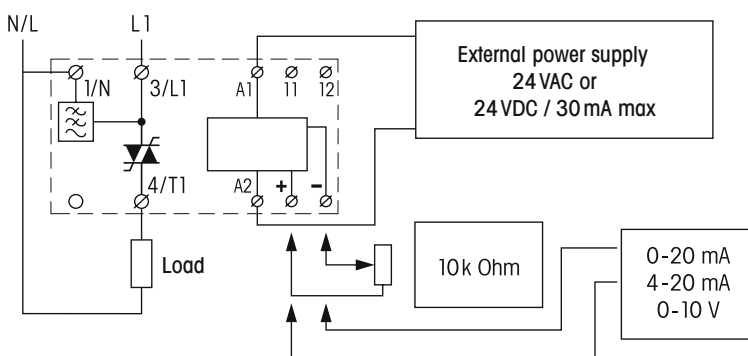 N/L L1
External power supply
24 VAC or
24 VDC / 30 mA max
1/N 3/L1 A1 11 12
4/T1 A2 + -
Load
10k Ohm
0-20 mA
4-20 mA
0-10 V